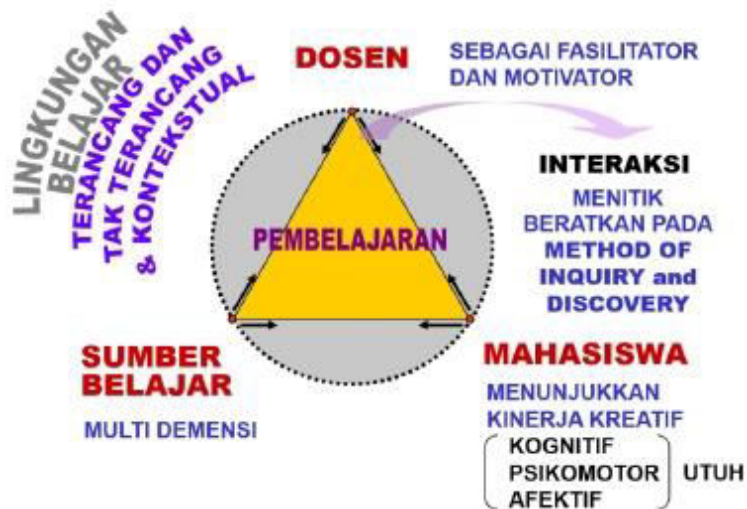 LINGKUNGAN
BELAJAR
TERANCANG DAN
TAK TERANCANG
& KONTEKSTUAL
DOSEN
SEBAGAI FASILITATOR
DAN MOTIVATOR
INTERAKSI
MENITIK
BERATKAN PADA
METHOD OF
INQUIRY and
DISCOVERY
PEMBELAJARAN
SUMBER
BELAJAR
MULTI DEMENSI
MAHASISWA
MENUNJUKKAN
KINERJA KREATIF
KOGNITIF
PSIKOMOTOR
AFEKTIF
UTUH